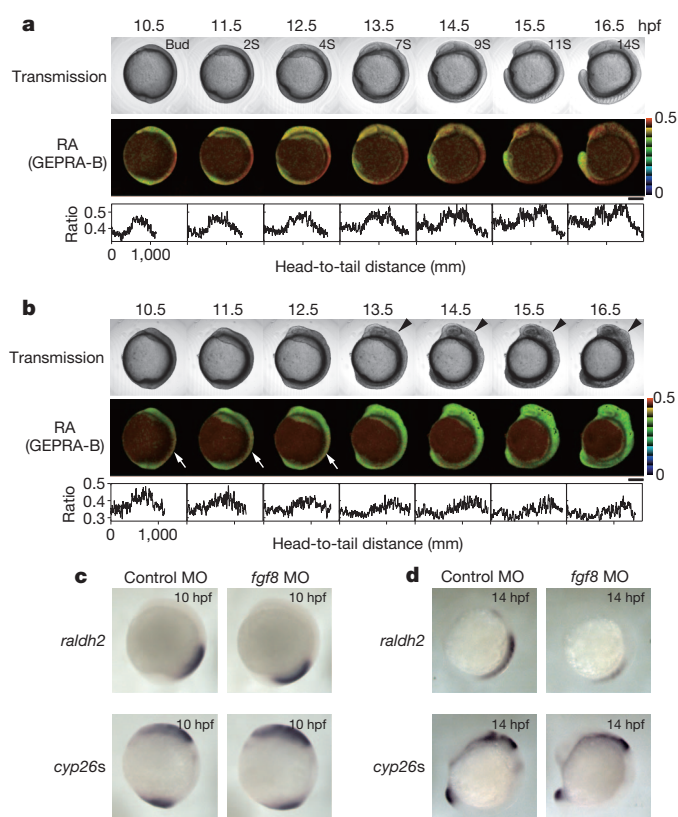 a
10.5 11.5 12.5 13.5 14.5 15.5 16.5 hpf
Bud 2S 4S 7S 9S 11S 14S
Transmission
RA
(GEPRA-B)
0.5
0
Ratio
0.5
0.4
0 1,000
Head-to-tail distance (mm)
b
10.5 11.5 12.5 13.5 14.5 15.5 16.5
Transmission
RA
(GEPRA-B)
0.5
0
Ratio
0.5
0.4
0.3
0 1,000
Head-to-tail distance (mm)
c
Control MO fgf8 MO
raldh2
10 hpf 10 hpf
cyp26s
10 hpf 10 hpf
d
Control MO fgf8 MO
raldh2
14 hpf 14 hpf
cyp26s
14 hpf 14 hpf